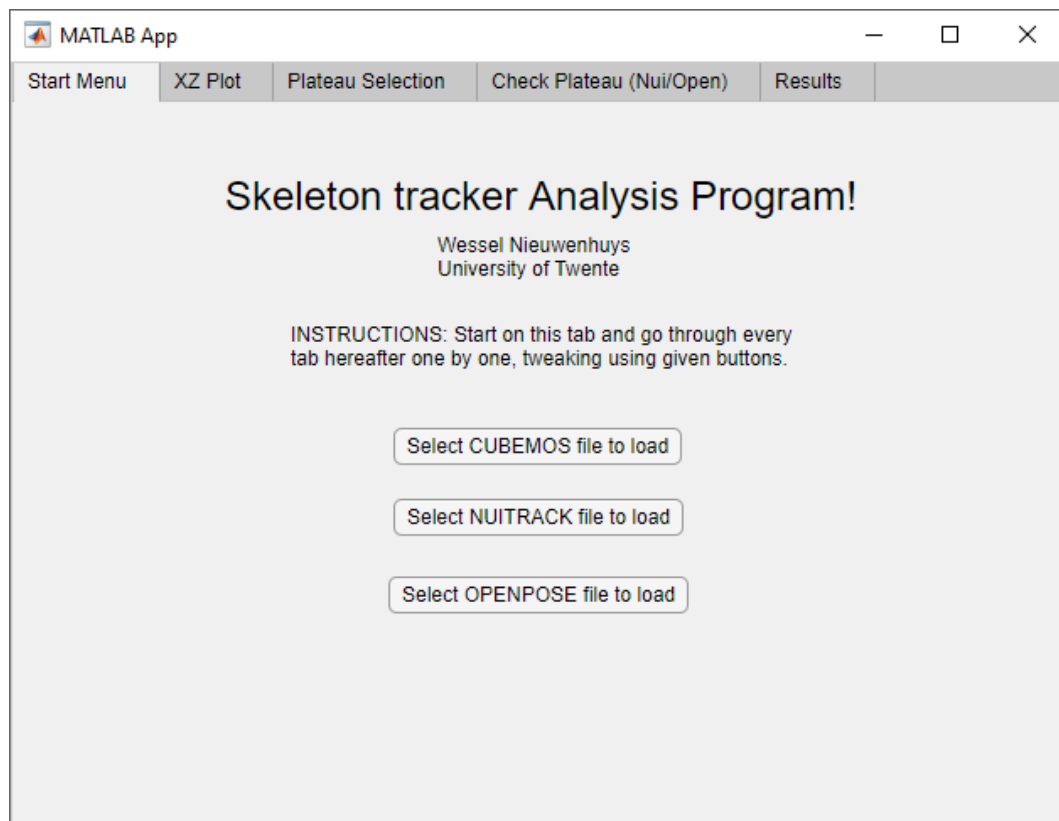 MATLAB App
Start Menu XZ Plot Plateau Selection Check Plateau (Nui/Open) Results
Skeleton tracker Analysis Program!
Wessel Nieuwenhuys
University of Twente
INSTRUCTIONS: Start on this tab and go through every
tab hereafter one by one, tweaking using given buttons.
Select CUBEMOS file to load
Select NUITRACK file to load
Select OPENPOSE file to load